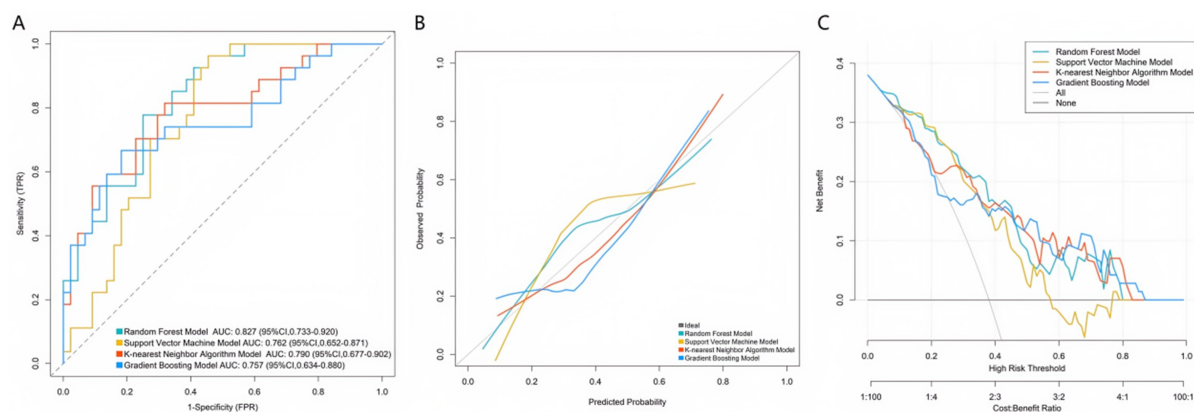 A
1.0
0.8
0.6
0.4
0.2
0.0
Sensitivity (TPR)
Random Forest Model AUC: 0.827 (95%CI,0.733-0.920)
Support Vector Machine Model AUC: 0.762 (95%CI,0.652-0.871)
K-nearest Neighbor Algorithm Model AUC: 0.790 (95%CI,0.677-0.902)
Gradient Boosting Model AUC: 0.757 (95%CI,0.634-0.880)
0.0 0.2 0.4 0.6 0.8 1.0
1-Specificity (FPR)
B
1.0
0.8
0.6
0.4
0.2
0.0
Observed Probability
Ideal
Random Forest Model
Support Vector Machine Model
K-nearest Neighbor Algorithm Model
Gradient Boosting Model
0.0 0.2 0.4 0.6 0.8 1.0
Predicted Probability
C
Random Forest Model
Support Vector Machine Model
K-nearest Neighbor Algorithm Model
Gradient Boosting Model
All
None
0.4
0.3
0.2
0.1
0.0
Net Benefit
0.0 0.2 0.4 0.6 0.8 1.0
High Risk Threshold
1:100 1:4 2:3 3:2 4:1 100:1
Cost:Benefit Ratio